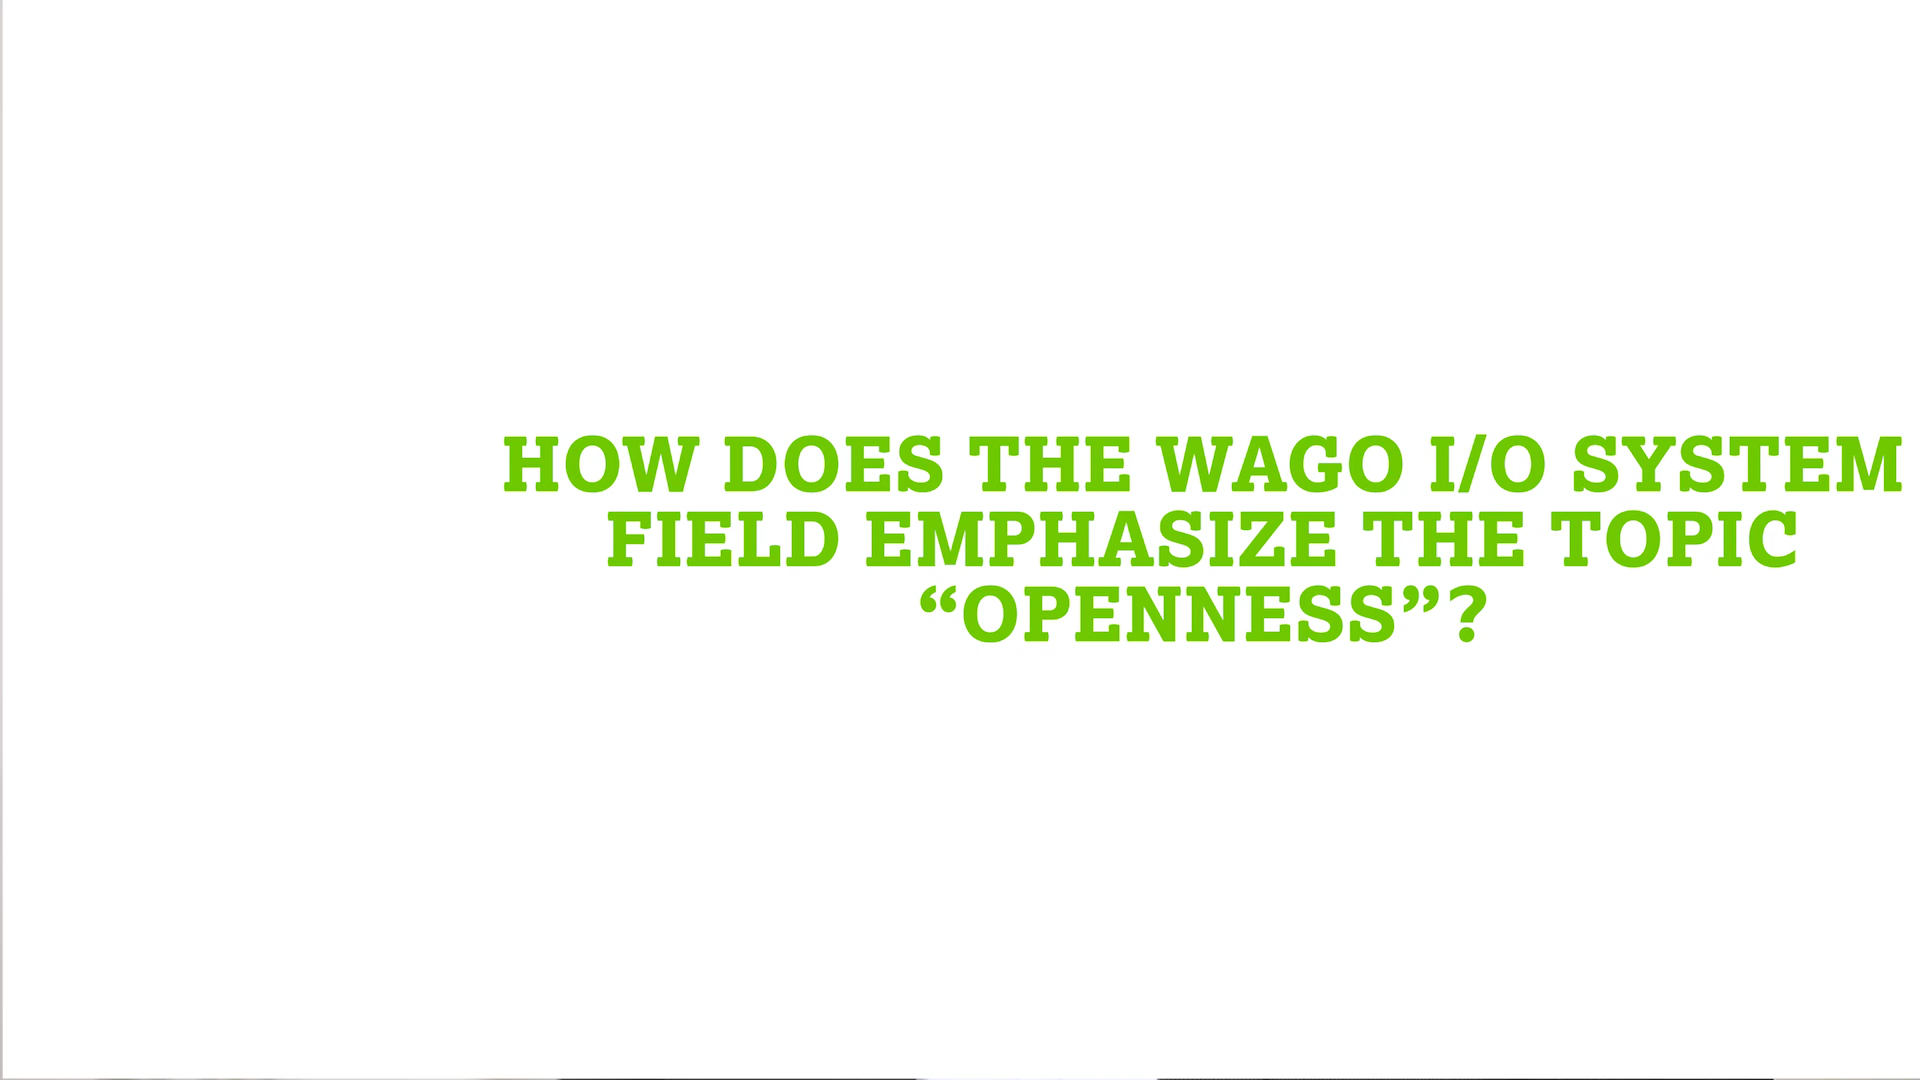 HOW DOES THE WAGO I/O SYSTEM
FIELD EMPHASIZE THE TOPIC
“OPENNESS”?